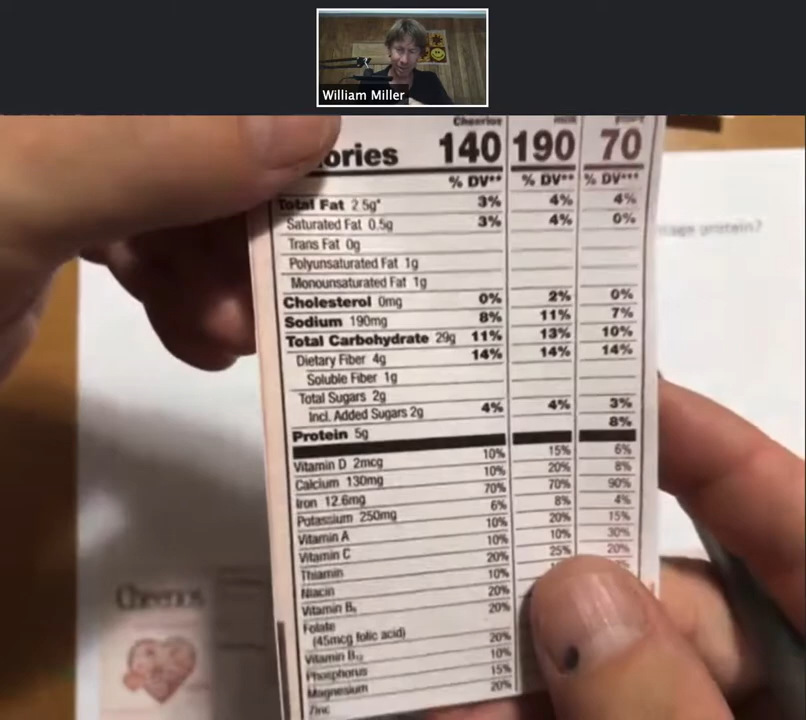 William Miller
Cheerios milk
ories 140 190 70
% DV** % DV** % DV***
Total Fat 2.5g* 3% 4% 4%
Saturated Fat 0.5g 3% 4% 0%
Trans Fat 0g
Polyunsaturated Fat 1g
Monounsaturated Fat 1g
Cholesterol 0mg 0% 2% 0%
Sodium 190mg 8% 11% 7%
Total Carbohydrate 29g 11% 13% 10%
Dietary Fiber 4g 14% 14% 14%
Soluble Fiber 1g
Total Sugars 2g
Incl. Added Sugars 2g 4% 4% 3%
Protein 5g 8%
Vitamin D 2mcg 10% 15% 6%
Calcium 130mg 10% 20% 8%
Iron 12.6mg 70% 70% 90%
Potassium 250mg 6% 8% 4%
Vitamin A 10% 20% 15%
Vitamin C 10% 10% 30%
Thiamin 20% 25% 20%
Niacin 10%
Vitamin B₆ 20%
Folate 20%
(45mcg folic acid)
Vitamin B₁₂ 20%
Phosphorus 10%
Magnesium 15%
Zinc 20%
protein?
Cheerios